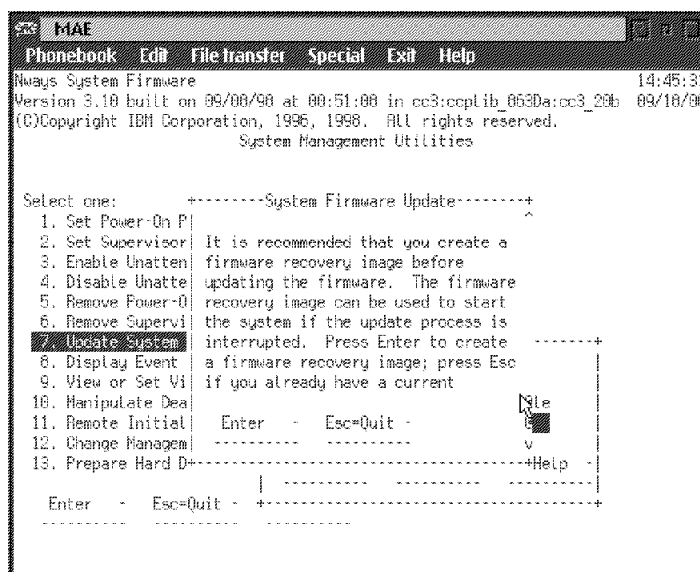 MAE
Phonebook Edit File transfer Special Exit Help
Nways System Firmware 14:45:3
Version 3.10 built on 09/08/98 at 00:51:08 in cc3:ccplib_063Da:cc3_20b 09/10/0
(C)Copyright IBM Corporation, 1996, 1998. All rights reserved.
System Management Utilities
Select one: +--------System Firmware Update--------+
1. Set Power-On P| ^
2. Set Supervisor| It is recommended that you create a
3. Enable Unatten| firmware recovery image before
4. Disable Unatte| updating the firmware. The firmware
5. Remove Power-O| recovery image can be used to start
6. Remove Supervi| the system if the update process is
7. Update System | interrupted. Press Enter to create -------+
8. Display Event | a firmware recovery image; press Esc |
9. View or Set Vi| if you already have a current |
10. Manipulate Dea| le |
11. Remote Initial| Enter - Esc=Quit - |
12. Change Managem| --------- ---------- v |
13. Prepare Hard D+---------------------------------------+Help -|
| ---------- ---------- ----------|
Enter - Esc=Quit - +---------------------------------------+
---------- ---------- ----------